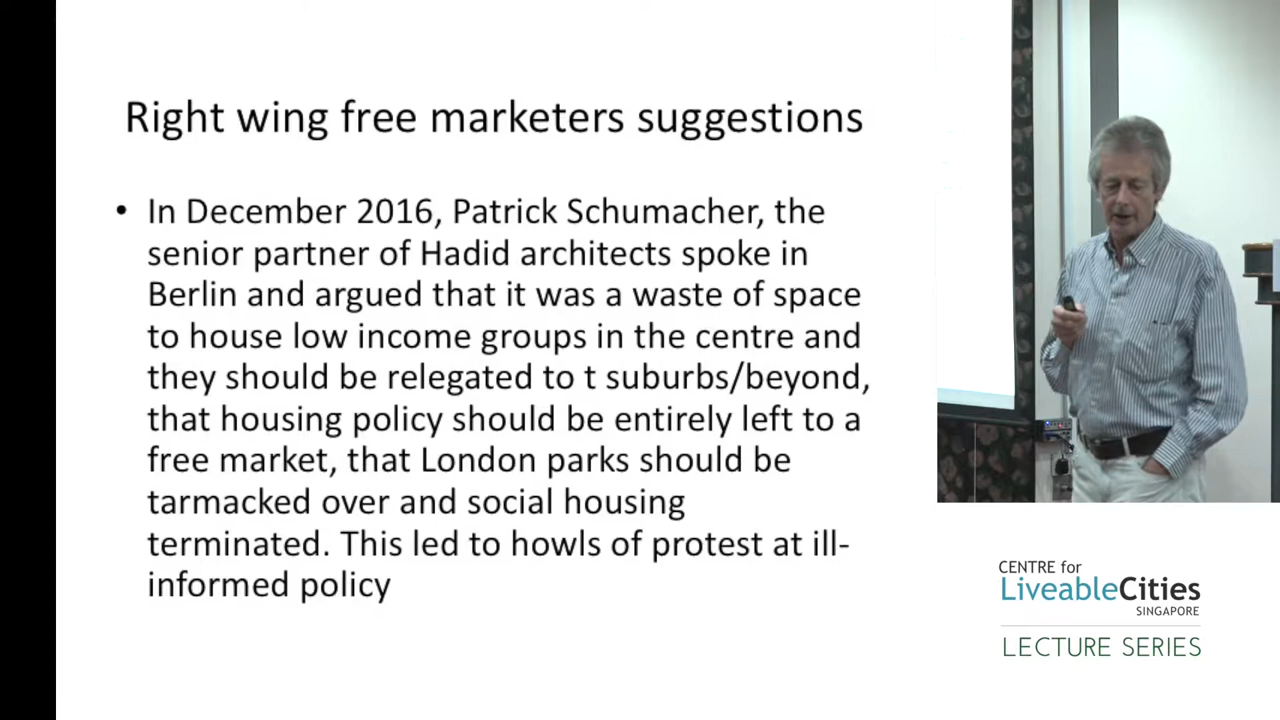 Right wing free marketers suggestions
• In December 2016, Patrick Schumacher, the
senior partner of Hadid architects spoke in
Berlin and argued that it was a waste of space
to house low income groups in the centre and
they should be relegated to t suburbs/beyond,
that housing policy should be entirely left to a
free market, that London parks should be
tarmacked over and social housing
terminated. This led to howls of protest at ill-
informed policy
CENTRE for
LiveableCities
SINGAPORE
LECTURE SERIES